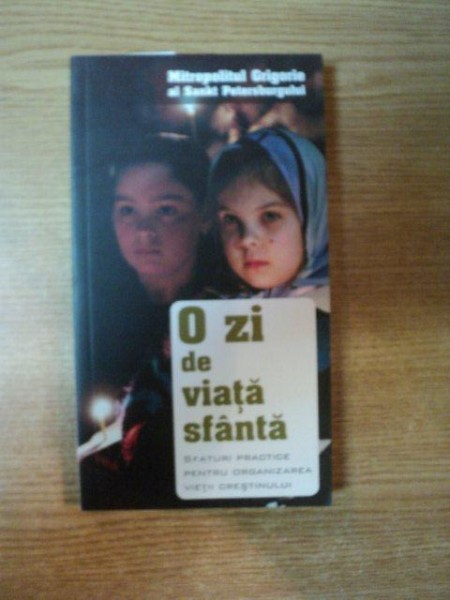 Mitropolitul Grigorie
al Sankt Petersburgului
O zi
de
viață
sfântă
SFATURI PRACTICE
PENTRU ORGANIZAREA
VIEȚII CREȘTINULUI